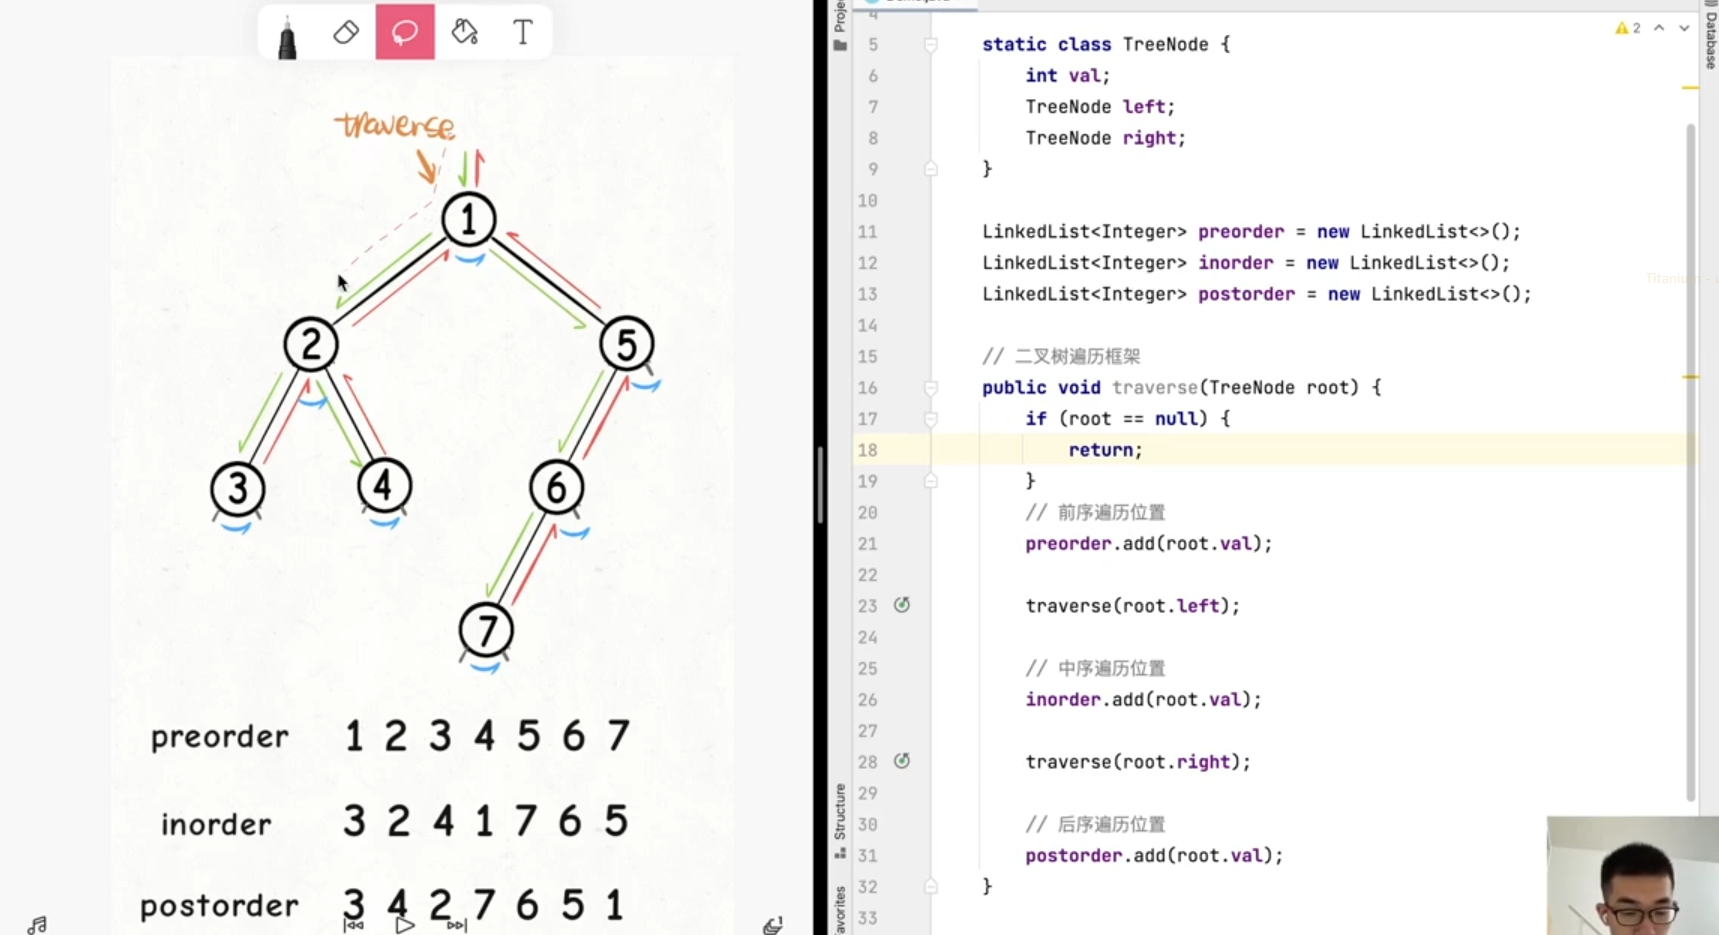 T
traverse
1
2
5
3
4
6
7
preorder 1 2 3 4 5 6 7
inorder 3 2 4 1 7 6 5
postorder 3 4 2 7 6 5 1
Structure
Database
2
4
5 static class TreeNode {
6 int val;
7 TreeNode left;
8 TreeNode right;
9 }
10
11 LinkedList<Integer> preorder = new LinkedList<>();
12 LinkedList<Integer> inorder = new LinkedList<>();
13 LinkedList<Integer> postorder = new LinkedList<>();
14
15 // 二叉树遍历框架
16 public void traverse(TreeNode root) {
17 if (root == null) {
18 return;
19 }
20 // 前序遍历位置
21 preorder.add(root.val);
22
23 traverse(root.left);
24
25 // 中序遍历位置
26 inorder.add(root.val);
27
28 traverse(root.right);
29
30 // 后序遍历位置
31 postorder.add(root.val);
32 }
33